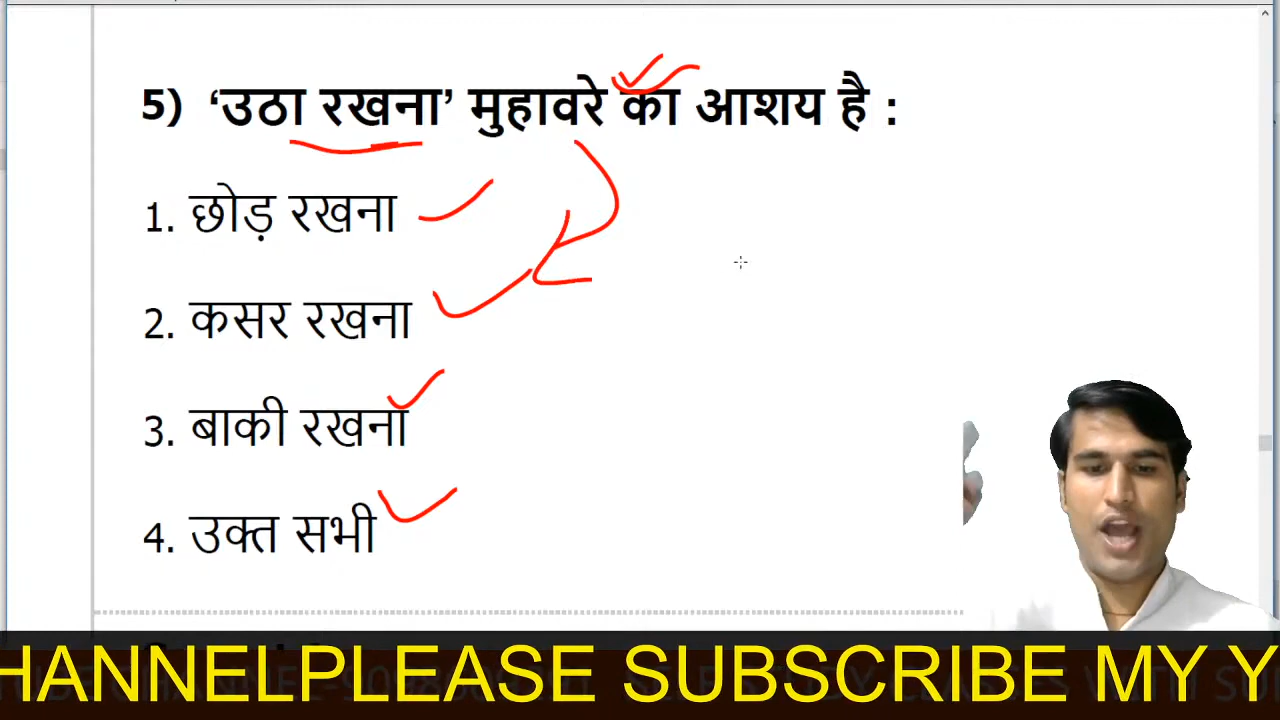 5) ‘उठा रखना’ मुहावरे का आशय है :
1. छोड़ रखना
2. कसर रखना
3. बाकी रखना
4. उक्त सभी
HANNELPLEASE SUBSCRIBE MY Y